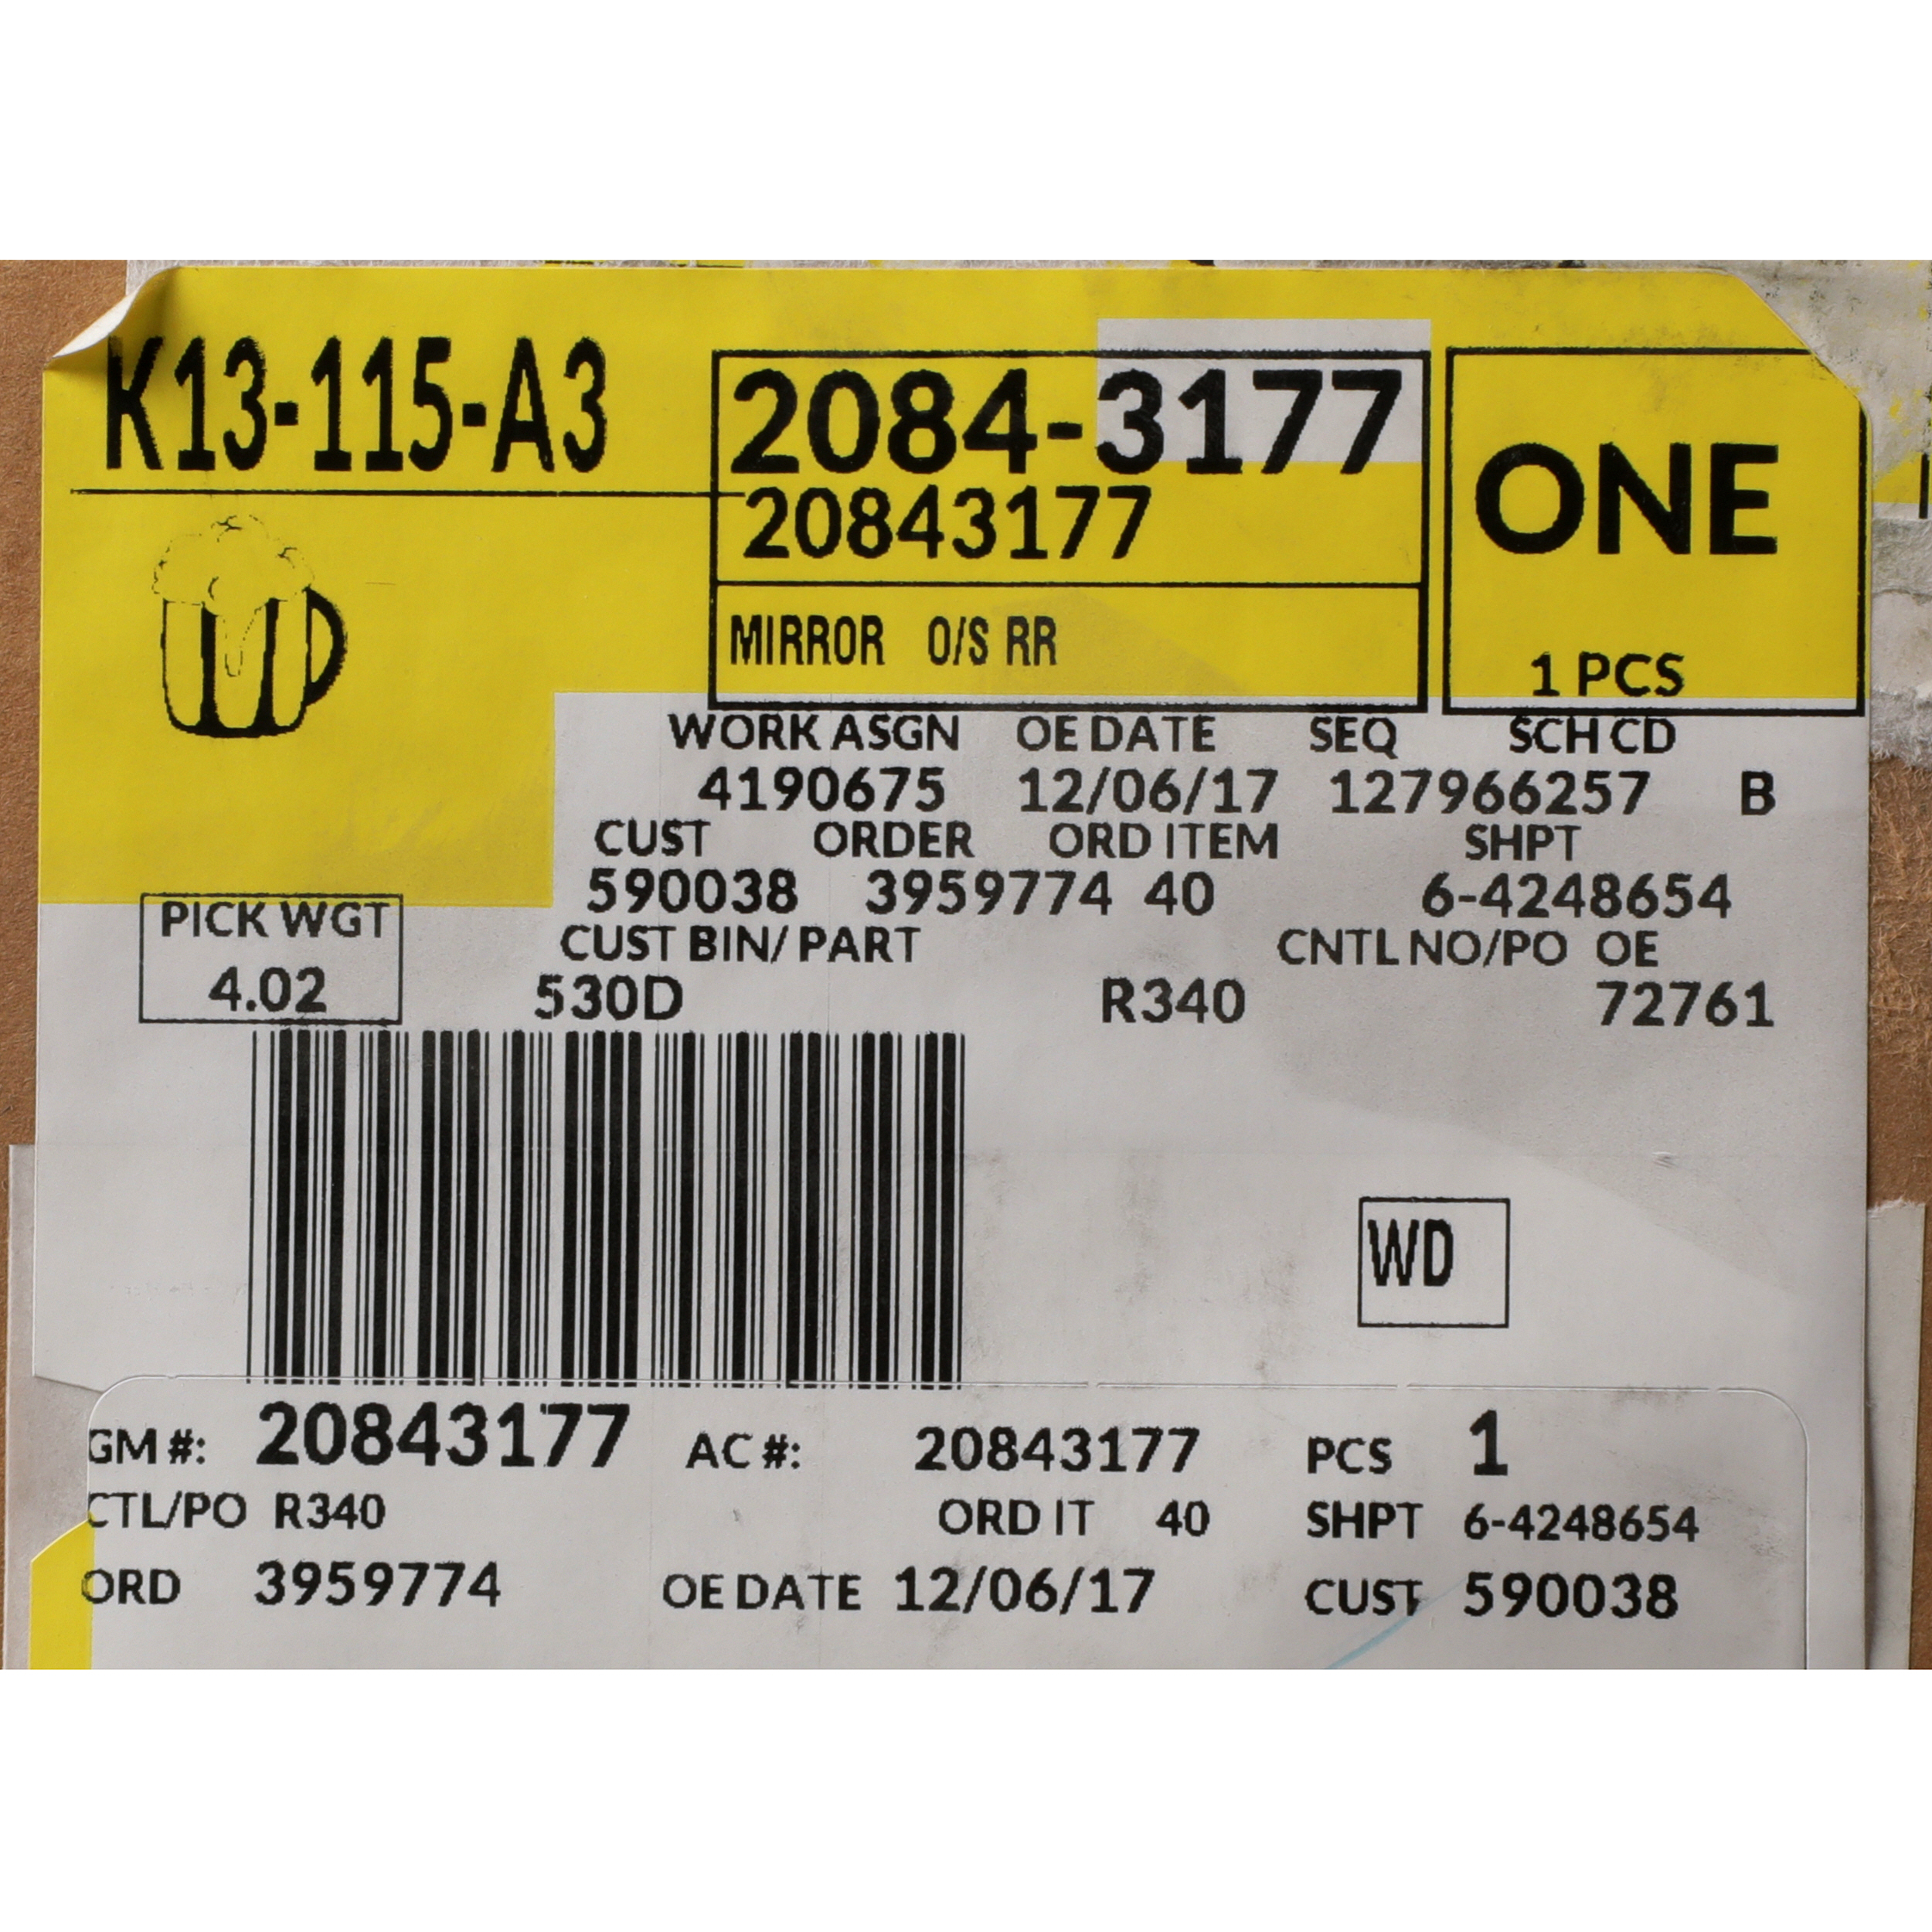 K13-115-A3
2084-3177
20843177
ONE
MIRROR O/S RR
1 PCS
WORK ASGN OE DATE SEQ SCH CD
4190675 12/06/17 127966257 B
CUST ORDER ORD ITEM SHPT
590038 3959774 40 6-4248654
PICK WGT CUST BIN/ PART CNTL NO/PO OE
4.02 530D R340 72761
WD
GM #: 20843177 AC #: 20843177 PCS 1
CTL/PO R340 ORD IT 40 SHPT 6-4248654
ORD 3959774 OE DATE 12/06/17 CUST 590038